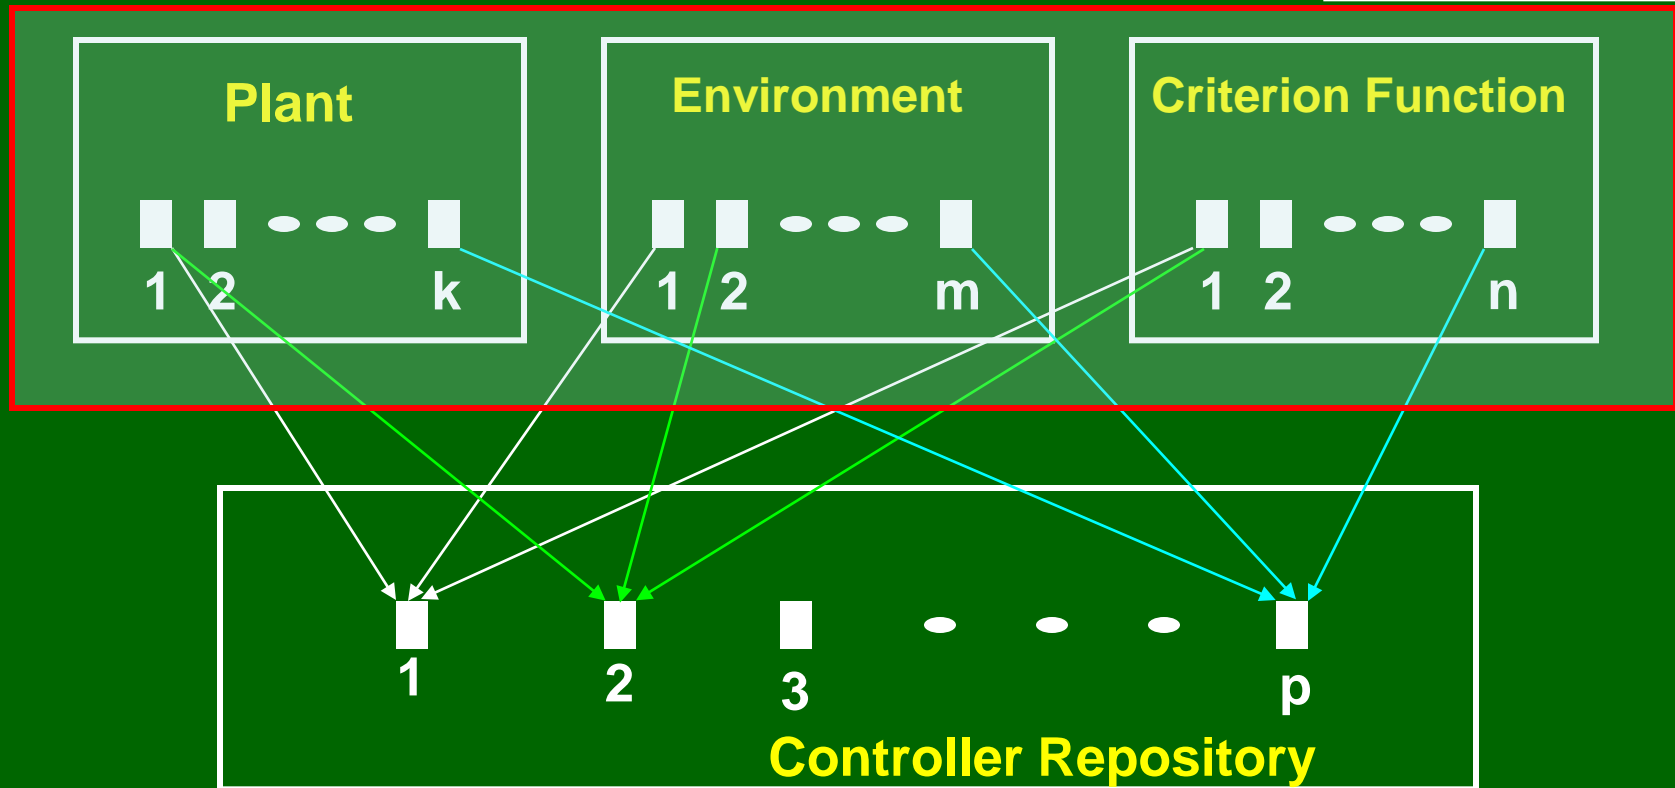 Plant
Environment
Criterion Function
1 2 k
1 2 m
1 2 n
1 2 3 p
Controller Repository